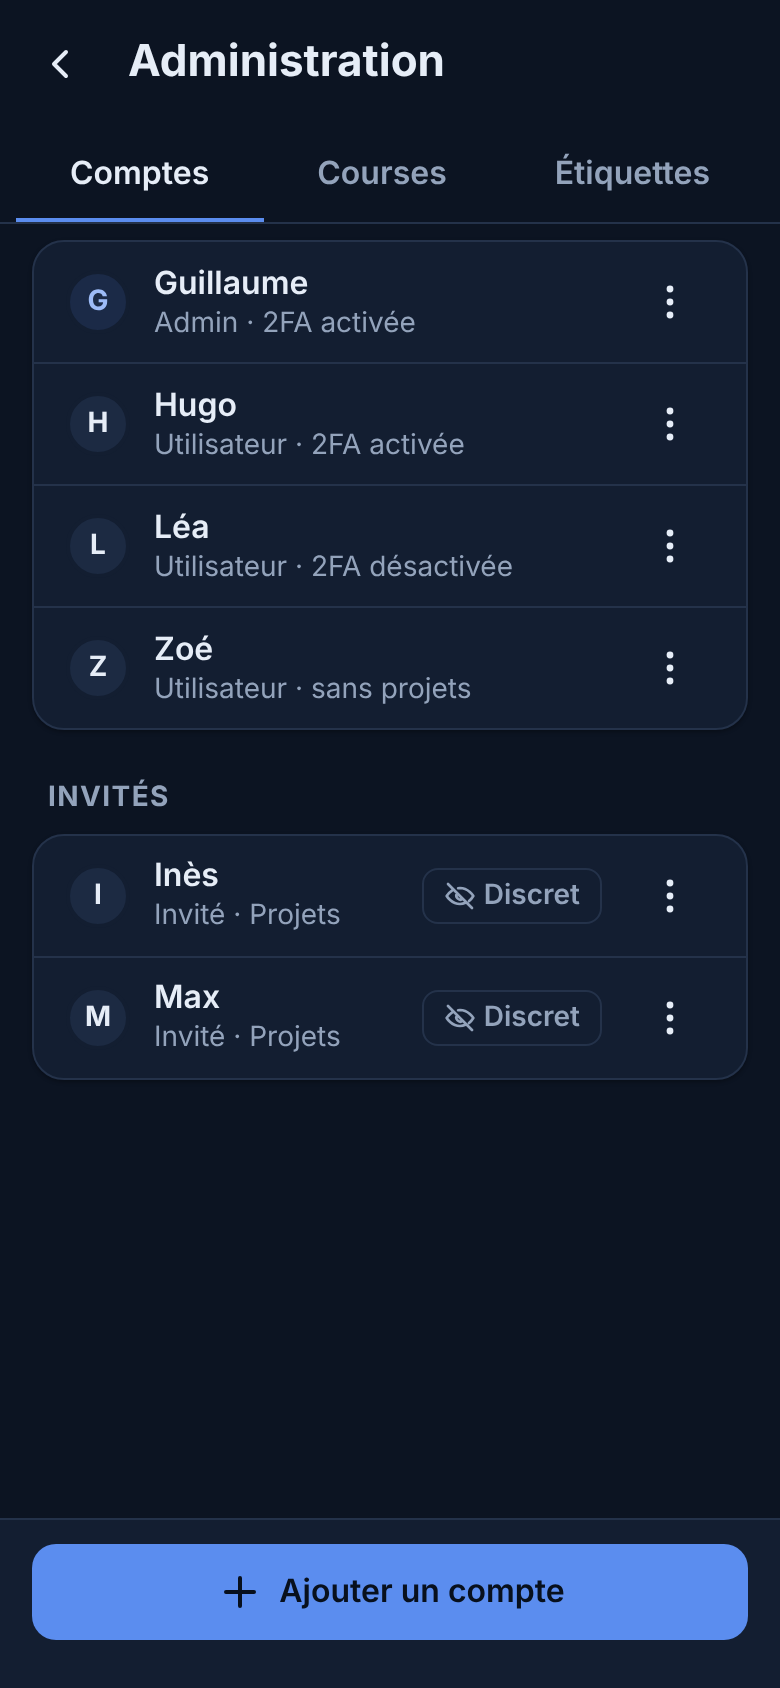 Administration
Comptes Courses Étiquettes
G
Guillaume
Admin · 2FA activée
H
Hugo
Utilisateur · 2FA activée
L
Léa
Utilisateur · 2FA désactivée
Z
Zoé
Utilisateur · sans projets
INVITÉS
I
Inès
Invité · Projets
Discret
M
Max
Invité · Projets
Discret
Ajouter un compte